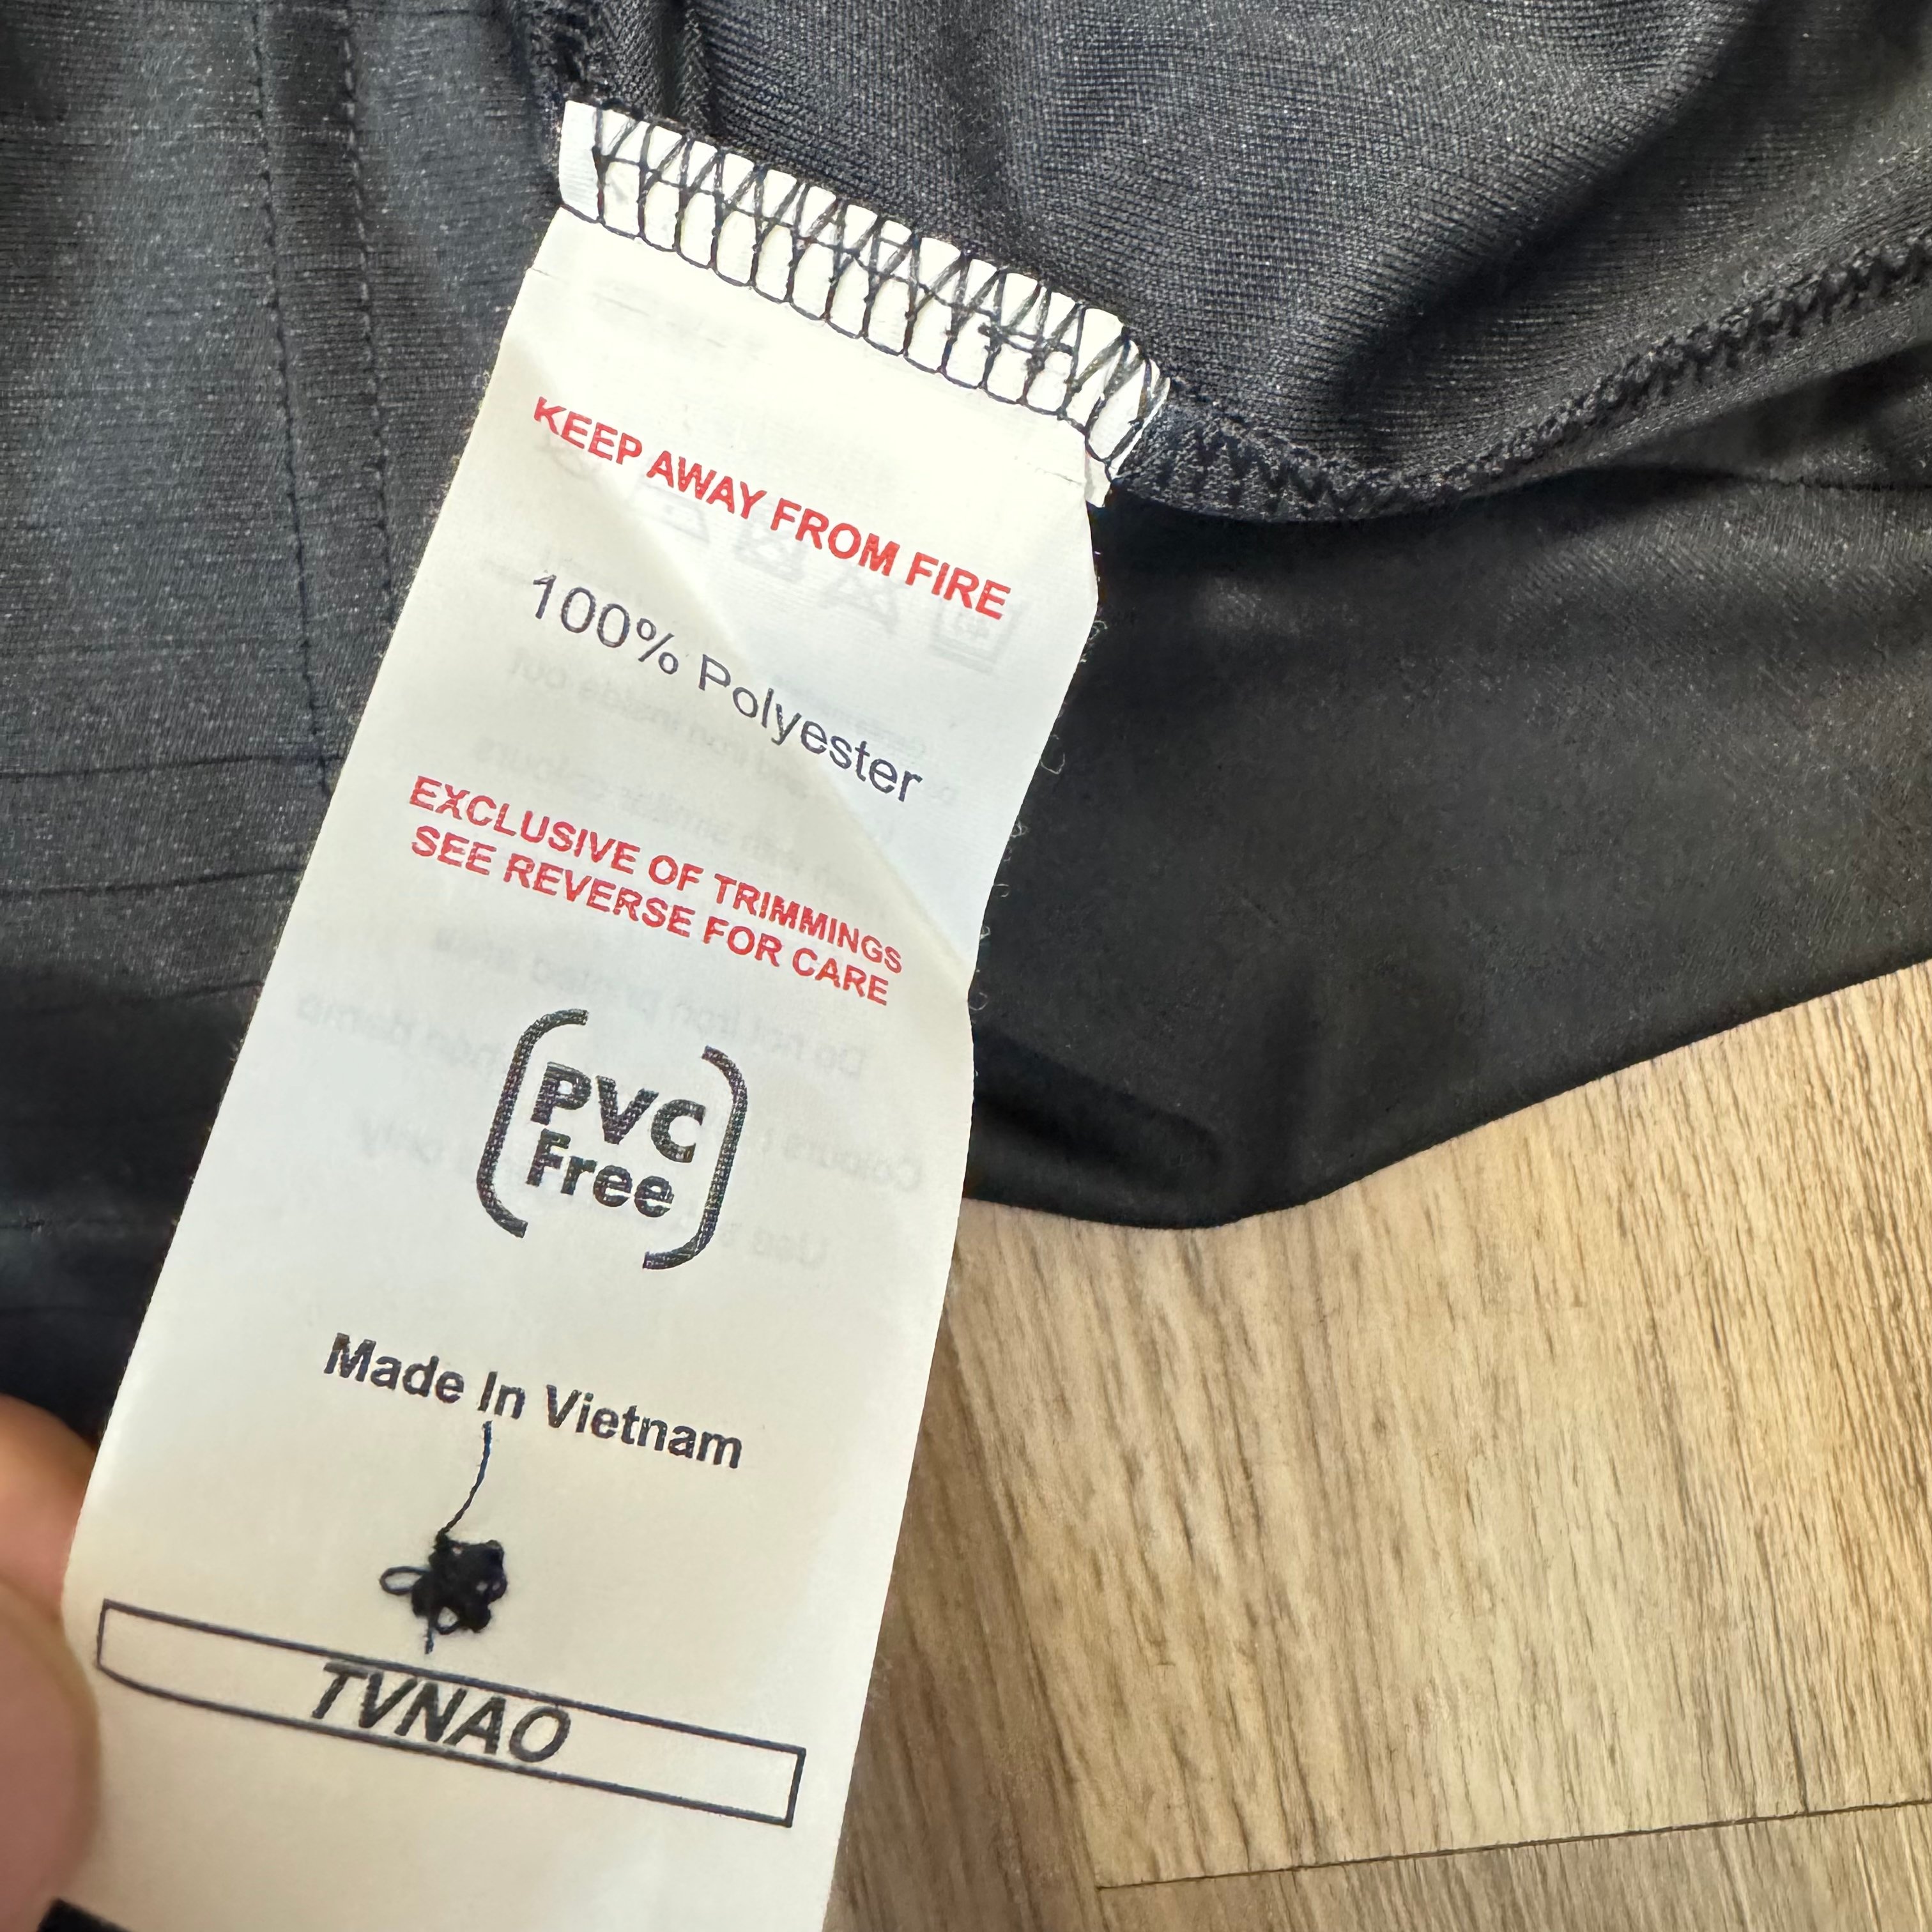 KEEP AWAY FROM FIRE
100% Polyester
EXCLUSIVE OF TRIMMINGS
SEE REVERSE FOR CARE
PVC
Free
Made In Vietnam
TVNAO